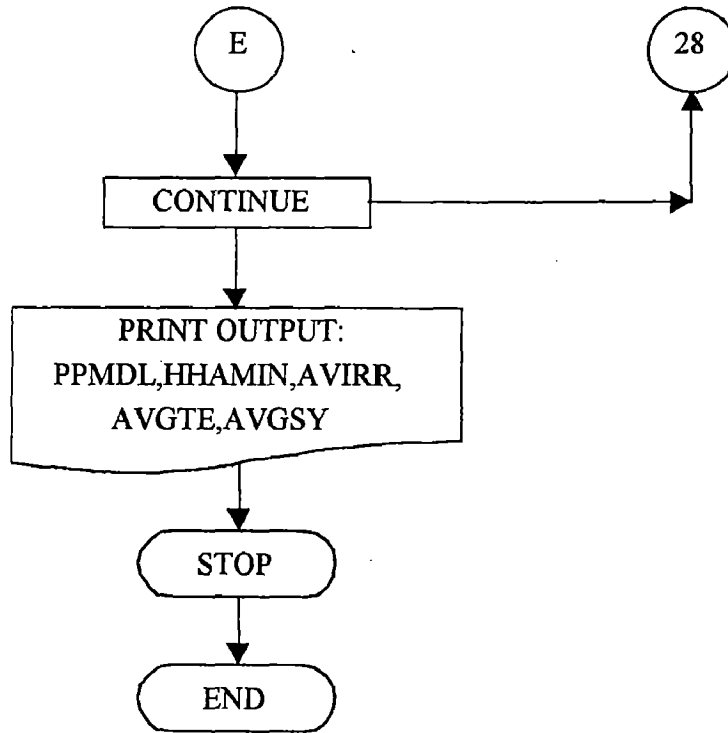 E
28
CONTINUE
PRINT OUTPUT:
PPMDL,HHAMIN,AVIRR,
AVGTE,AVGSY
STOP
END